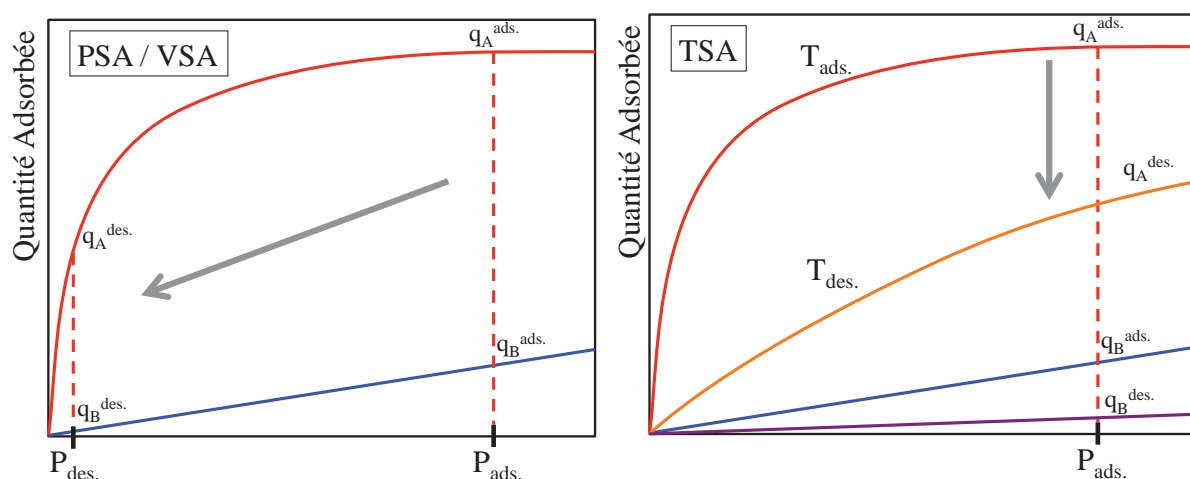 Quantité Adsorbée
PSA / VSA
q_A^ads.
q_A^des.
q_B^ads.
q_B^des.
P_des.
P_ads.
Quantité Adsorbée
TSA
q_A^ads.
T_ads.
q_A^des.
T_des.
q_B^ads.
q_B^des.
P_ads.